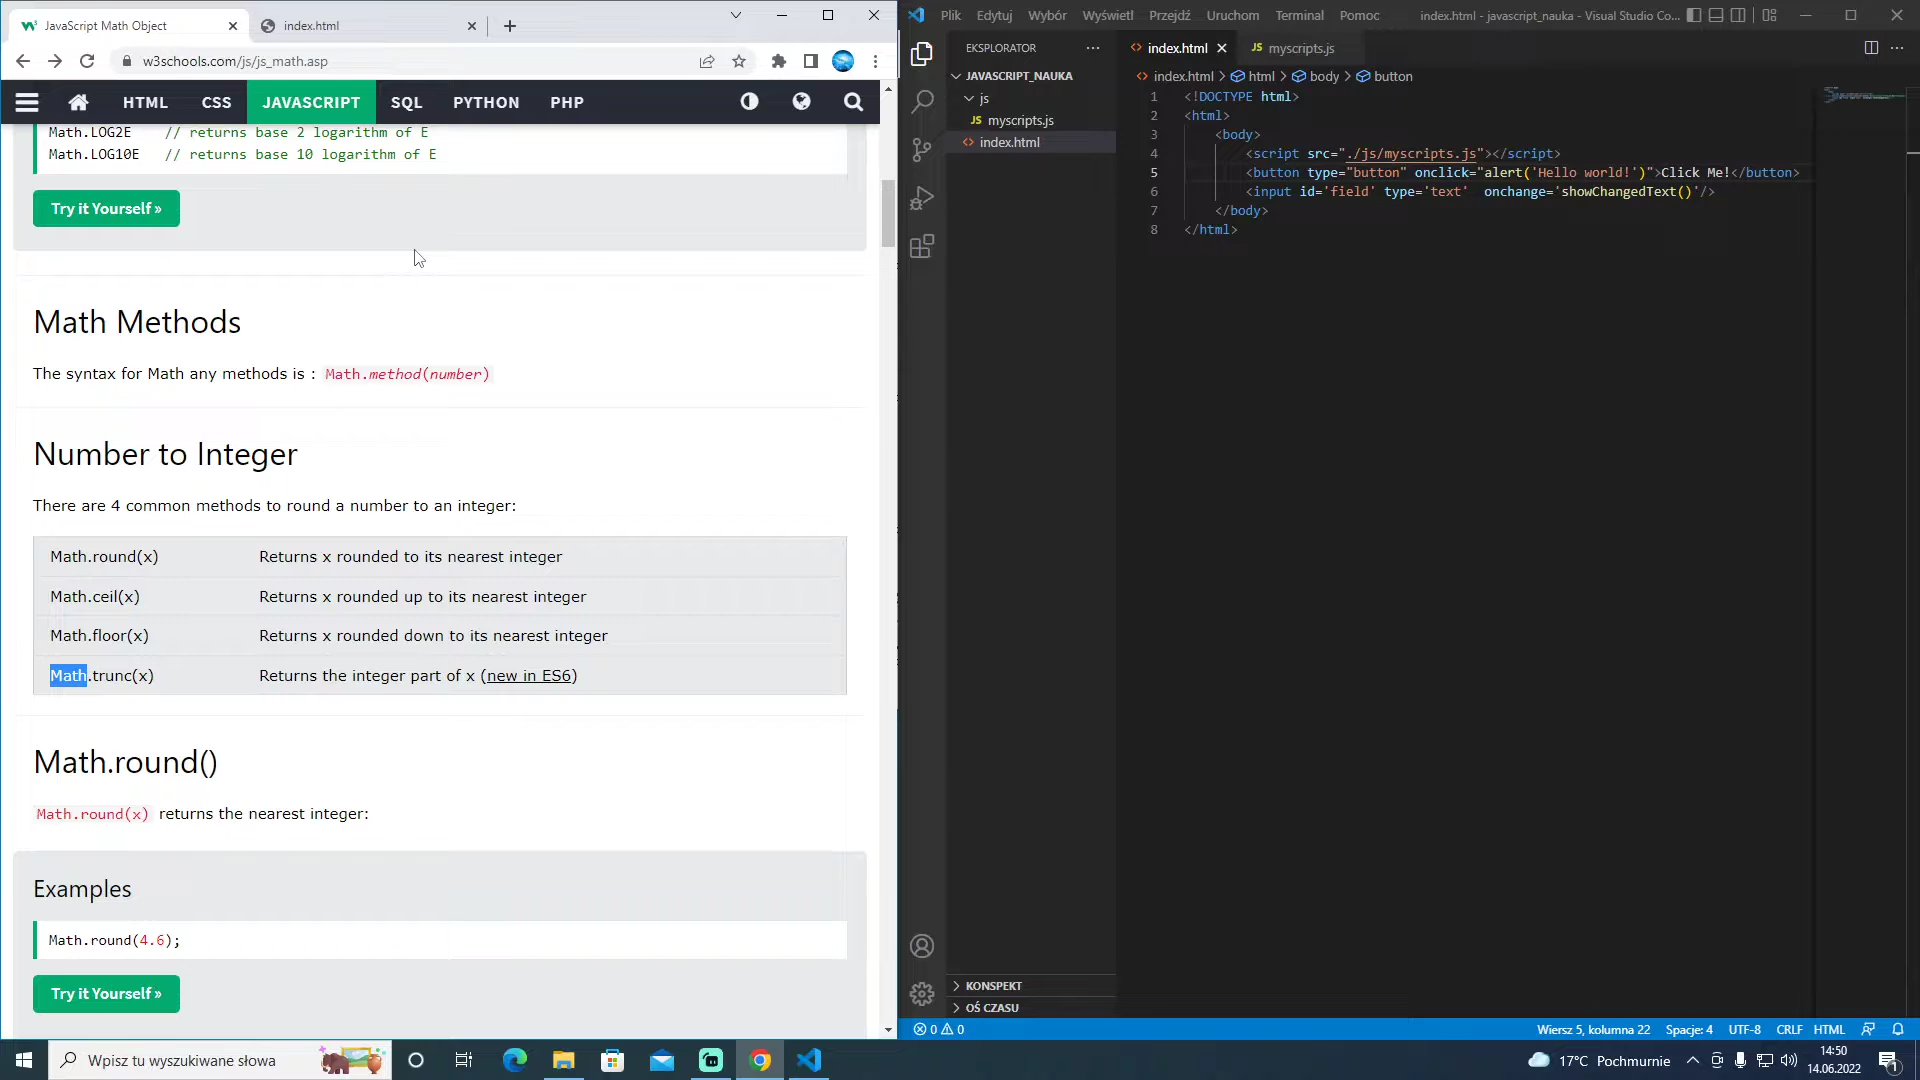 JavaScript Math Object
index.html
w3schools.com/js/js_math.asp
HTML CSS JAVASCRIPT SQL PYTHON PHP
Math.LOG2E // returns base 2 logarithm of E
Math.LOG10E // returns base 10 logarithm of E
Try it Yourself »
Math Methods
The syntax for Math any methods is : Math.method(number)
Number to Integer
There are 4 common methods to round a number to an integer:
Math.round(x) Returns x rounded to its nearest integer
Math.ceil(x) Returns x rounded up to its nearest integer
Math.floor(x) Returns x rounded down to its nearest integer
Math.trunc(x) Returns the integer part of x (new in ES6)
Math.round()
Math.round(x) returns the nearest integer:
Examples
Math.round(4.6);
Try it Yourself »
Plik Edytuj Wybór Wyświetl Przejdź Uruchom Terminal Pomoc index.html - javascript_nauka - Visual Studio Co...
EKSPLORATOR
JAVASCRIPT_NAUKA
js
JS myscripts.js
index.html
KONSPEKT
OŚ CZASU
index.html
JS myscripts.js
index.html > html > body > button
1 <!DOCTYPE html>
2 <html>
3 <body>
4 <script src="./js/myscripts.js"></script>
5 <button type="button" onclick="alert('Hello world!')">Click Me!</button>
6 <input id='field' type='text' onchange='showChangedText()'/>
7 </body>
8 </html>
0 0
Wiersz 5, kolumna 22 Spacje: 4 UTF-8 CRLF HTML
Wpisz tu wyszukiwane słowa
17°C Pochmurnie
14:50
14.06.2022
1